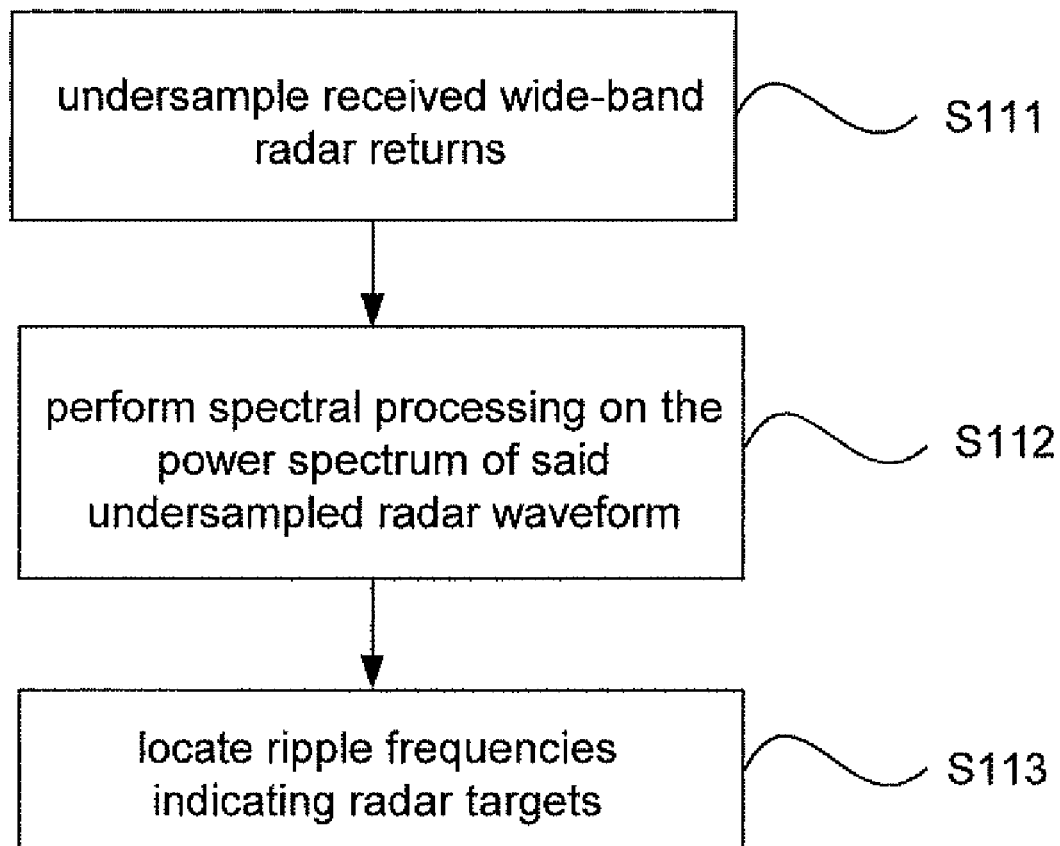 undersample received wide-band
radar returns
S111
perform spectral processing on the
power spectrum of said
undersampled radar waveform
S112
locate ripple frequencies
indicating radar targets
S113